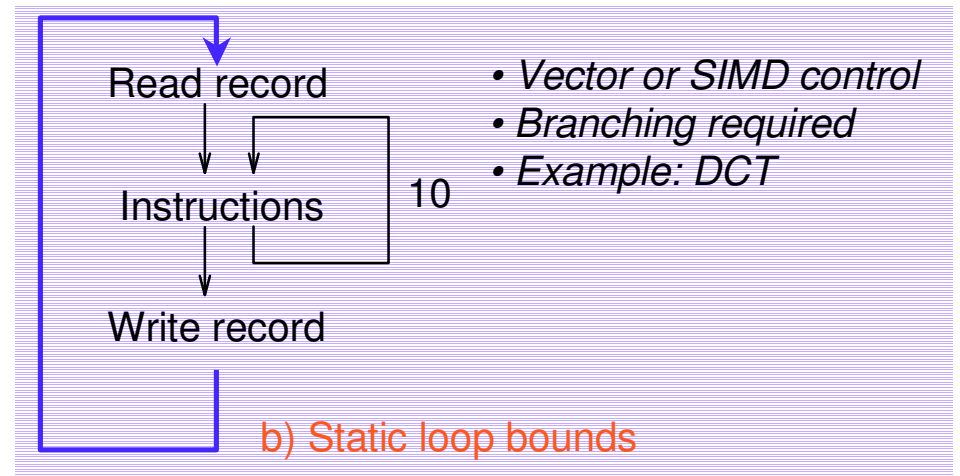 Read record
• Vector or SIMD control
• Branching required
• Example: DCT
Instructions
10
Write record
b) Static loop bounds